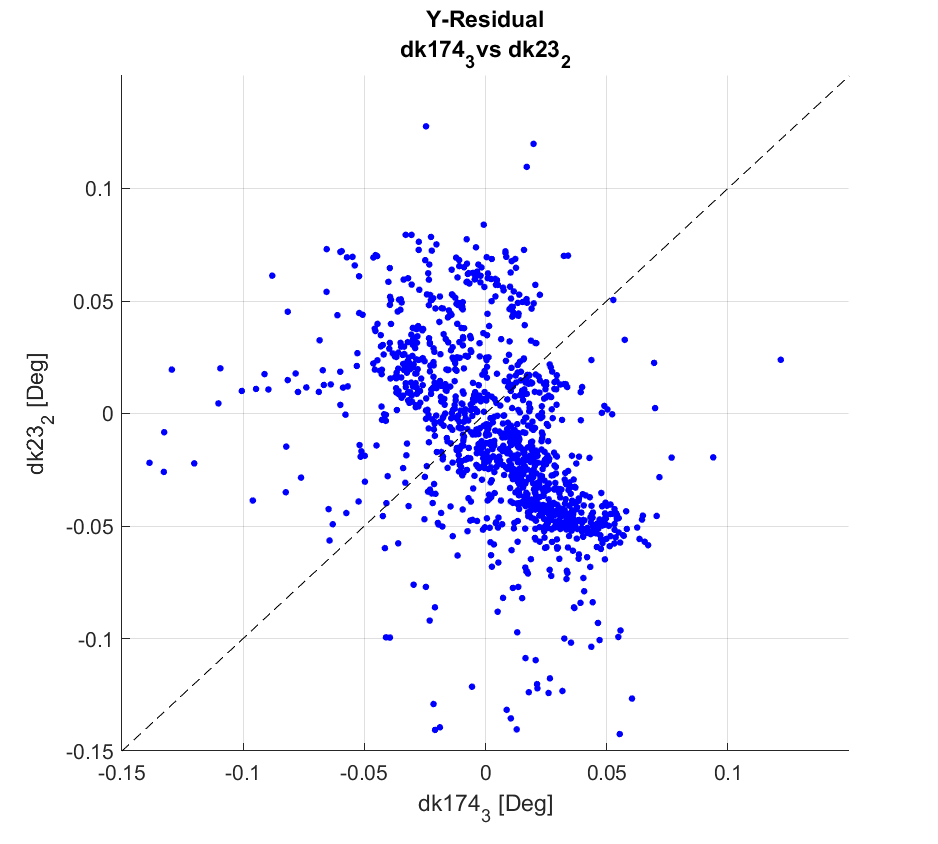 Y-Residual
dk174₃vs dk23₂
0.1
0.05
0
-0.05
-0.1
-0.15
dk23₂ [Deg]
-0.15 -0.1 -0.05 0 0.05 0.1
dk174₃ [Deg]